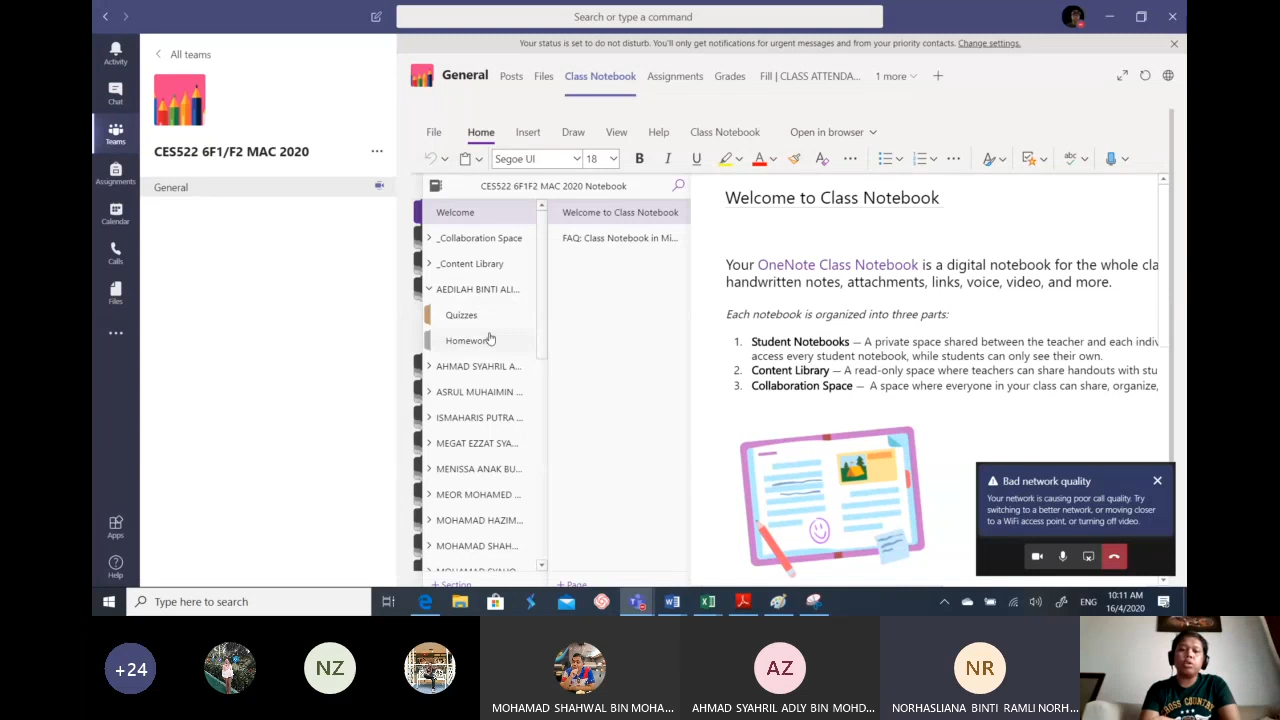 Search or type a command
Your status is set to do not disturb. You'll only get notifications for urgent messages and from your priority contacts. Change settings.
Activity
Chat
Teams
Assignments
Calendar
Calls
Files
Apps
Help
All teams
CES522 6F1/F2 MAC 2020
General
General
Posts
Files
Class Notebook
Assignments
Grades
Fill | CLASS ATTENDA...
1 more
File
Home
Insert
Draw
View
Help
Class Notebook
Open in browser
Segoe UI
18
B
I
U
CES522 6F1F2 MAC 2020 Notebook
Welcome
_Collaboration Space
_Content Library
AEDILAH BINTI ALI...
Quizzes
Homework
AHMAD SYAHRIL A...
ASRUL MUHAIMIN ...
ISMAHARIS PUTRA ...
MEGAT EZZAT SYA...
MENISSA ANAK BU...
MEOR MOHAMED ...
MOHAMAD HAZIM...
MOHAMAD SHAH...
+ Section
Welcome to Class Notebook
FAQ: Class Notebook in Mi...
+ Page
Welcome to Class Notebook
Your OneNote Class Notebook is a digital notebook for the whole cla
handwritten notes, attachments, links, voice, video, and more.
Each notebook is organized into three parts:
1. Student Notebooks — A private space shared between the teacher and each indiv
access every student notebook, while students can only see their own.
2. Content Library — A read-only space where teachers can share handouts with stu
3. Collaboration Space — A space where everyone in your class can share, organize,
Bad network quality
Your network is causing poor call quality. Try
switching to a better network, or moving closer
to a WiFi access point, or turning off video.
Type here to search
ENG
10:11 AM
16/4/2020
+24
NZ
AZ
NR
MOHAMAD SHAHWAL BIN MOHA...
AHMAD SYAHRIL ADLY BIN MOHD...
NORHASLIANA BINTI RAMLI NORH...
CROSS COUNTRY